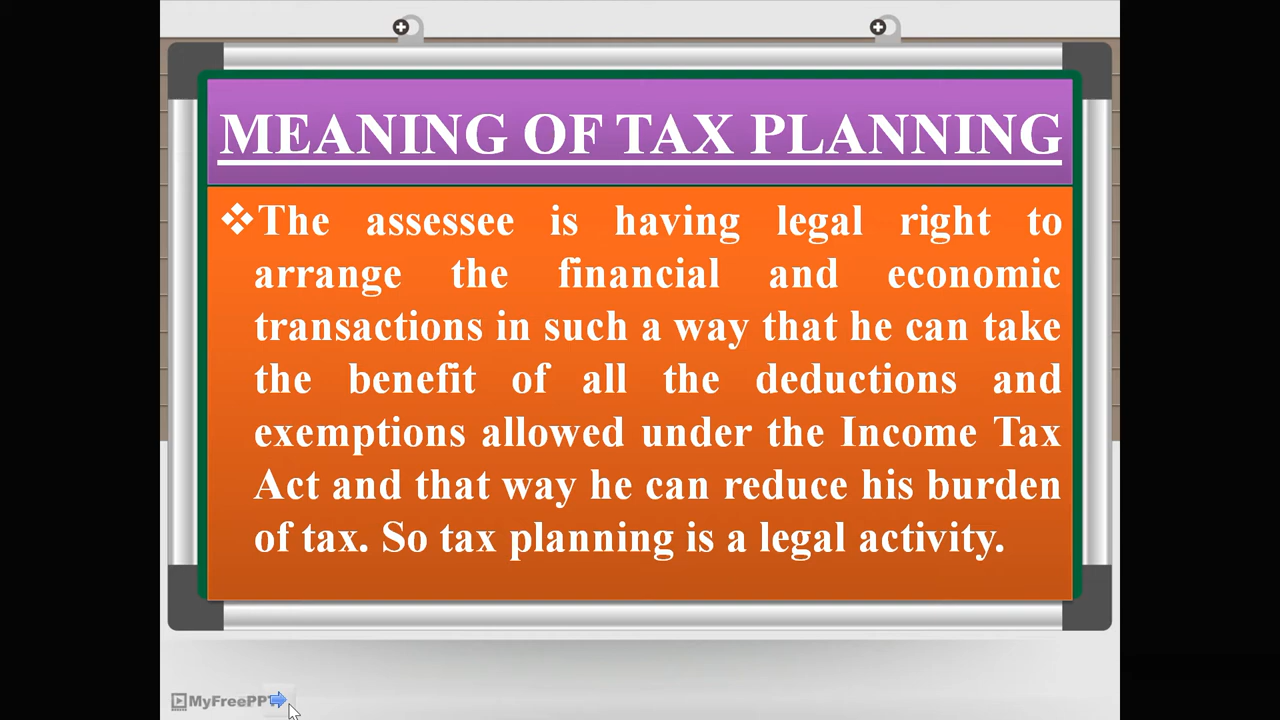 MEANING OF TAX PLANNING
❖The assessee is having legal right to
arrange the financial and economic
transactions in such a way that he can take
the benefit of all the deductions and
exemptions allowed under the Income Tax
Act and that way he can reduce his burden
of tax. So tax planning is a legal activity.
MyFreePP